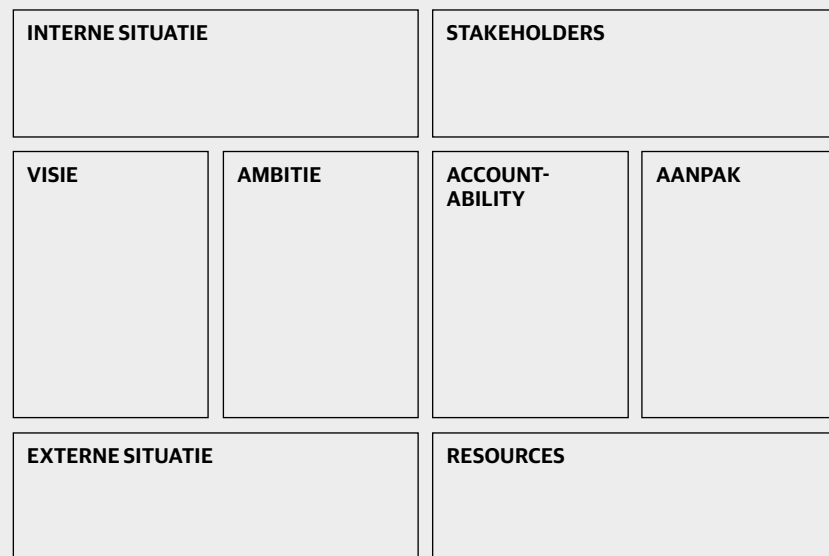 INTERNE SITUATIE
STAKEHOLDERS
VISIE
AMBITIE
ACCOUNT-
ABILITY
AANPAK
EXTERNE SITUATIE
RESOURCES